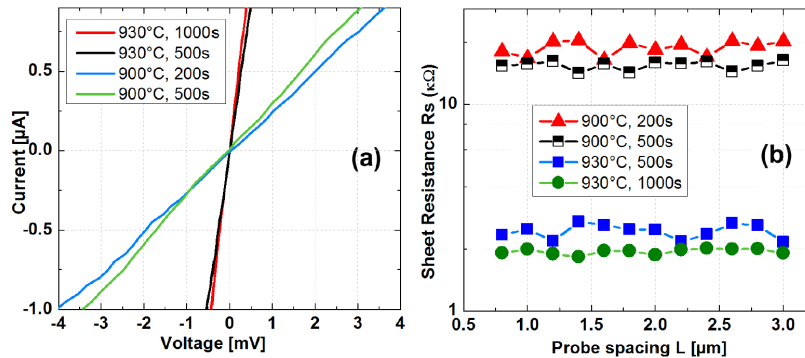 (a)
930°C, 1000s
930°C, 500s
900°C, 200s
900°C, 500s
Current [µA]
0.5
0.0
-0.5
-1.0
-4 -3 -2 -1 0 1 2 3 4
Voltage [mV]
(b)
900°C, 200s
900°C, 500s
930°C, 500s
930°C, 1000s
Sheet Resistance Rs (κΩ)
10
1
0.5 1.0 1.5 2.0 2.5 3.0
Probe spacing L [µm]